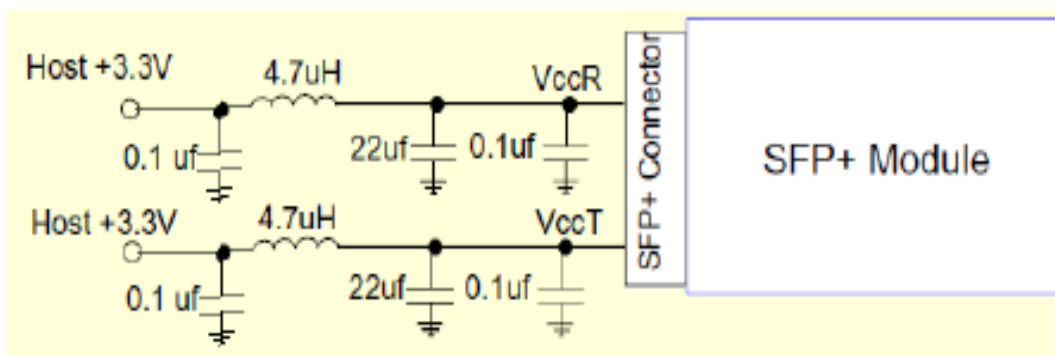 Host +3.3V
4.7uH
VccR
0.1 uf
22uf
0.1uf
Host +3.3V
4.7uH
VccT
0.1 uf
22uf
0.1uf
SFP+ Connector
SFP+ Module